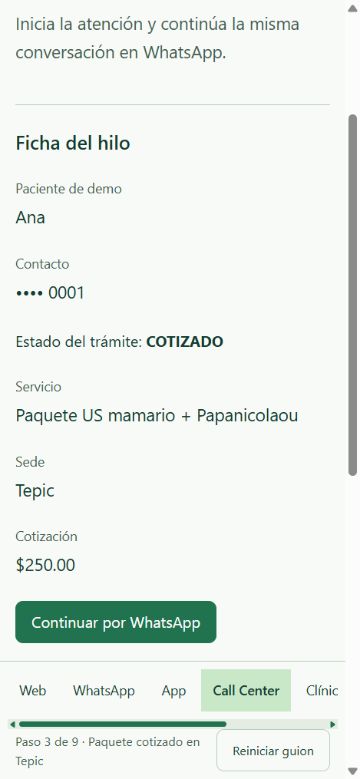 Inicia la atención y continúa la misma
conversación en WhatsApp.
Ficha del hilo
Paciente de demo
Ana
Contacto
•••• 0001
Estado del trámite: COTIZADO
Servicio
Paquete US mamario + Papanicolaou
Sede
Tepic
Cotización
$250.00
Continuar por WhatsApp
Web WhatsApp App Call Center Clínic
Paso 3 de 9 · Paquete cotizado en
Tepic
Reiniciar guion